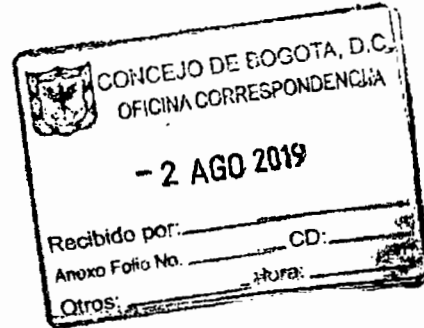 CONCEJO DE BOGOTA, D.C.
OFICINA CORRESPONDENCIA
- 2 AGO 2019
Recibido por:
Anexo Folio No. CD:
Otros: Hora: